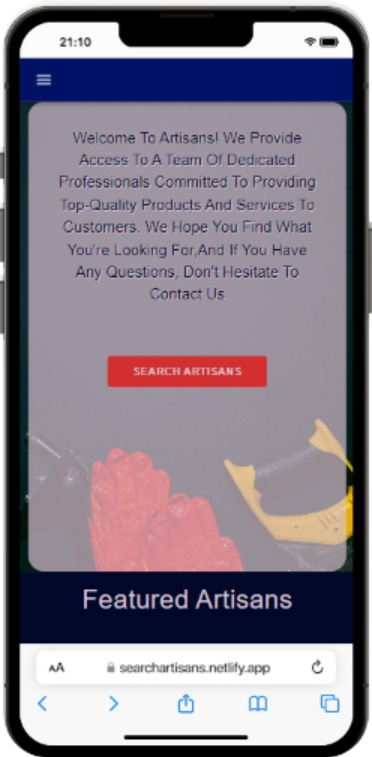 21:10
Welcome To Artisans! We Provide
Access To A Team Of Dedicated
Professionals Committed To Providing
Top-Quality Products And Services To
Customers. We Hope You Find What
You're Looking For,And If You Have
Any Questions, Don't Hesitate To
Contact Us
SEARCH ARTISANS
Featured Artisans
AA searchartisans.netlify.app